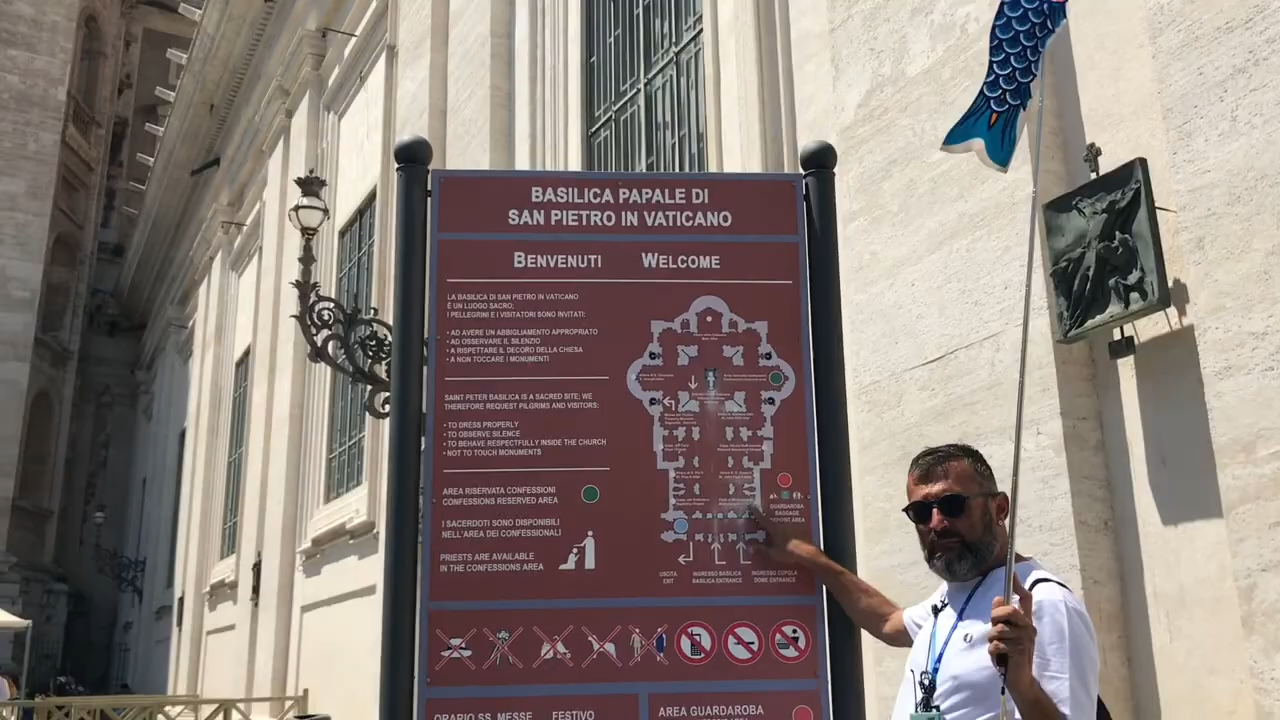 BASILICA PAPALE DI
SAN PIETRO IN VATICANO
BENVENUTI WELCOME
LA BASILICA DI SAN PIETRO IN VATICANO
È UN LUOGO SACRO;
I PELLEGRINI E I VISITATORI SONO INVITATI:
• AD AVERE UN ABBIGLIAMENTO APPROPRIATO
• AD OSSERVARE IL SILENZIO
• A RISPETTARE IL DECORO DELLA CHIESA
• A NON TOCCARE I MONUMENTI
SAINT PETER BASILICA IS A SACRED SITE; WE
THEREFORE REQUEST PILGRIMS AND VISITORS:
• TO DRESS PROPERLY
• TO OBSERVE SILENCE
• TO BEHAVE RESPECTFULLY INSIDE THE CHURCH
• NOT TO TOUCH MONUMENTS
AREA RISERVATA CONFESSIONI
CONFESSIONS RESERVED AREA
I SACERDOTI SONO DISPONIBILI
NELL'AREA DEI CONFESSIONALI
PRIESTS ARE AVAILABLE
IN THE CONFESSIONS AREA
GUARDAROBA
BAGGAGE
DEPOSIT AREA
USCITA
EXIT
INGRESSO BASILICA
BASILICA ENTRANCE
INGRESSO CUPOLA
DOME ENTRANCE
ORARIO SS. MESSE FESTIVO
AREA GUARDAROBA